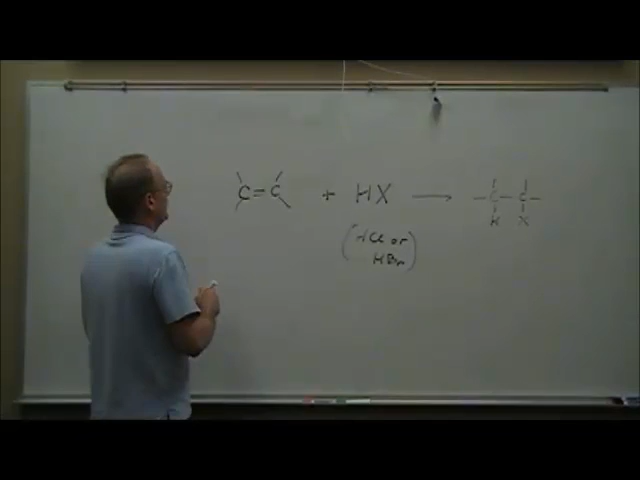 C=C + HX → -C-C-
H X
(HCl or
HBr)